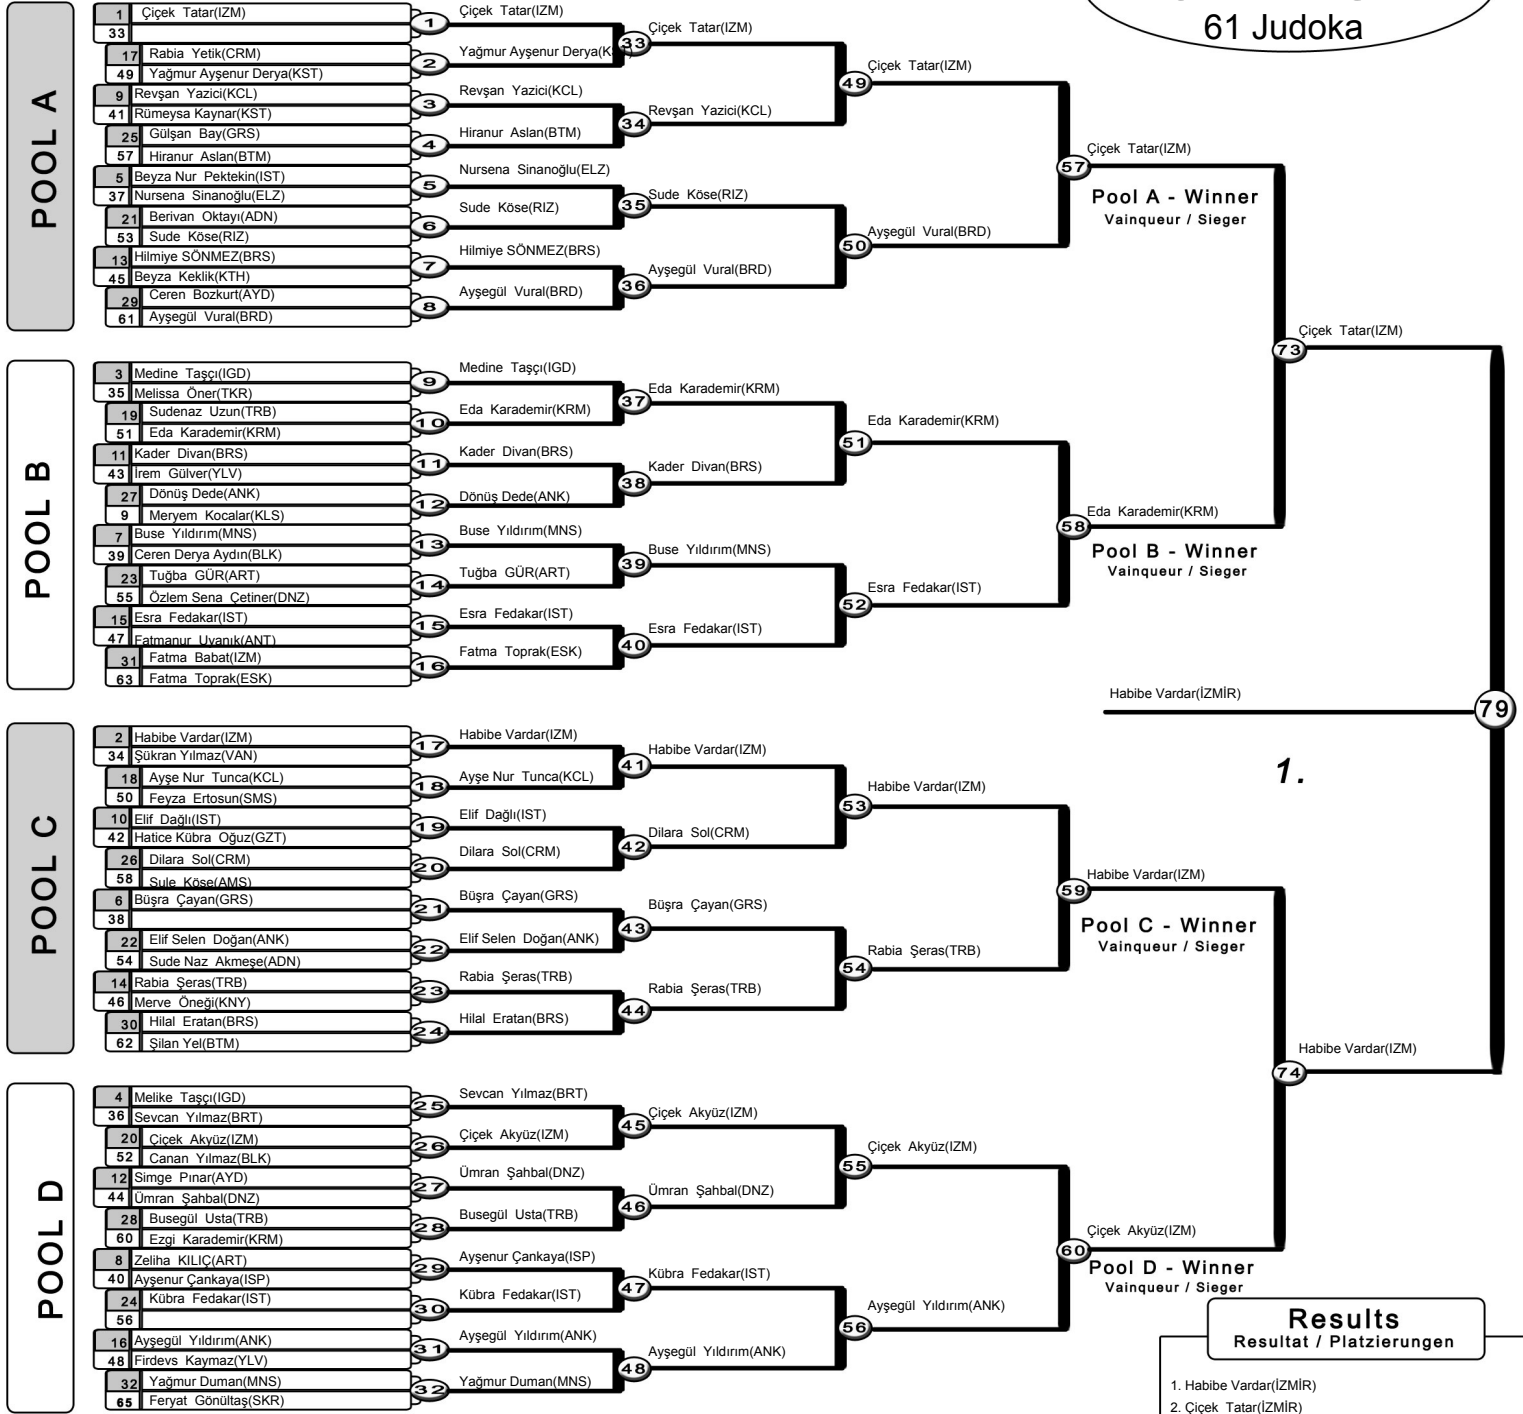 61 Judoka
POOL A
1 Çiçek Tatar(IZM)
33
17 Rabia Yetik(CRM)
49 Yağmur Ayşenur Derya(KST)
9 Revşan Yazici(KCL)
41 Rümeysa Kaynar(KST)
25 Gülşan Bay(GRS)
57 Hiranur Aslan(BTM)
5 Beyza Nur Pektekin(IST)
37 Nursena Sinanoğlu(ELZ)
21 Berivan Oktayı(ADN)
53 Sude Köse(RIZ)
13 Hilmiye SÖNMEZ(BRS)
45 Beyza Keklik(KTH)
29 Ceren Bozkurt(AYD)
61 Ayşegül Vural(BRD)
1 Çiçek Tatar(IZM)
2 Yağmur Ayşenur Derya(K
3 Revşan Yazici(KCL)
4 Hiranur Aslan(BTM)
5 Nursena Sinanoğlu(ELZ)
6 Sude Köse(RIZ)
7 Hilmiye SÖNMEZ(BRS)
8 Ayşegül Vural(BRD)
33 Çiçek Tatar(IZM)
34 Revşan Yazici(KCL)
35 Sude Köse(RIZ)
36 Ayşegül Vural(BRD)
49 Çiçek Tatar(IZM)
50 Ayşegül Vural(BRD)
57 Çiçek Tatar(IZM)
Pool A - Winner
Vainqueur / Sieger
POOL B
3 Medine Taşçı(IGD)
35 Melissa Öner(TKR)
19 Sudenaz Uzun(TRB)
51 Eda Karademir(KRM)
11 Kader Divan(BRS)
43 İrem Gülver(YLV)
27 Dönüş Dede(ANK)
9 Meryem Kocalar(KLS)
7 Buse Yıldırım(MNS)
39 Ceren Derya Aydın(BLK)
23 Tuğba GÜR(ART)
55 Özlem Sena Çetiner(DNZ)
15 Esra Fedakar(IST)
47 Fatmanur Uyanık(ANT)
31 Fatma Babat(IZM)
63 Fatma Toprak(ESK)
9 Medine Taşçı(IGD)
10 Eda Karademir(KRM)
11 Kader Divan(BRS)
12 Dönüş Dede(ANK)
13 Buse Yıldırım(MNS)
14 Tuğba GÜR(ART)
15 Esra Fedakar(IST)
16 Fatma Toprak(ESK)
37 Eda Karademir(KRM)
38 Kader Divan(BRS)
39 Buse Yıldırım(MNS)
40 Esra Fedakar(IST)
51 Eda Karademir(KRM)
52 Esra Fedakar(IST)
58 Eda Karademir(KRM)
Pool B - Winner
Vainqueur / Sieger
73 Çiçek Tatar(IZM)
Habibe Vardar(İZMİR) 79
1.
POOL C
2 Habibe Vardar(IZM)
34 Şükran Yılmaz(VAN)
18 Ayşe Nur Tunca(KCL)
50 Feyza Ertosun(SMS)
10 Elif Dağlı(IST)
42 Hatice Kübra Oğuz(GZT)
26 Dilara Sol(CRM)
58 Şule Köse(AMS)
6 Büşra Çayan(GRS)
38
22 Elif Selen Doğan(ANK)
54 Sude Naz Akmeşe(ADN)
14 Rabia Şeras(TRB)
46 Merve Öneği(KNY)
30 Hilal Eratan(BRS)
62 Şilan Yel(BTM)
17 Habibe Vardar(IZM)
18 Ayşe Nur Tunca(KCL)
19 Elif Dağlı(IST)
20 Dilara Sol(CRM)
21 Büşra Çayan(GRS)
22 Elif Selen Doğan(ANK)
23 Rabia Şeras(TRB)
24 Hilal Eratan(BRS)
41 Habibe Vardar(IZM)
42 Dilara Sol(CRM)
43 Büşra Çayan(GRS)
44 Rabia Şeras(TRB)
53 Habibe Vardar(IZM)
54 Rabia Şeras(TRB)
59 Habibe Vardar(IZM)
Pool C - Winner
Vainqueur / Sieger
74 Habibe Vardar(IZM)
POOL D
4 Melike Taşçı(IGD)
36 Sevcan Yılmaz(BRT)
20 Çiçek Akyüz(IZM)
52 Canan Yılmaz(BLK)
12 Simge Pınar(AYD)
44 Ümran Şahbal(DNZ)
28 Busegül Usta(TRB)
60 Ezgi Karademir(KRM)
8 Zeliha KILIÇ(ART)
40 Ayşenur Çankaya(ISP)
24 Kübra Fedakar(IST)
56
16 Ayşegül Yıldırım(ANK)
48 Firdevs Kaymaz(YLV)
32 Yağmur Duman(MNS)
65 Feryat Gönültaş(SKR)
25 Sevcan Yılmaz(BRT)
26 Çiçek Akyüz(IZM)
27 Ümran Şahbal(DNZ)
28 Busegül Usta(TRB)
29 Ayşenur Çankaya(ISP)
30 Kübra Fedakar(IST)
31 Ayşegül Yıldırım(ANK)
32 Yağmur Duman(MNS)
45 Çiçek Akyüz(IZM)
46 Ümran Şahbal(DNZ)
47 Kübra Fedakar(IST)
48 Ayşegül Yıldırım(ANK)
55 Çiçek Akyüz(IZM)
56 Ayşegül Yıldırım(ANK)
60 Çiçek Akyüz(IZM)
Pool D - Winner
Vainqueur / Sieger
Results
Resultat / Platzierungen
1. Habibe Vardar(İZMİR)
2. Çiçek Tatar(İZMİR)